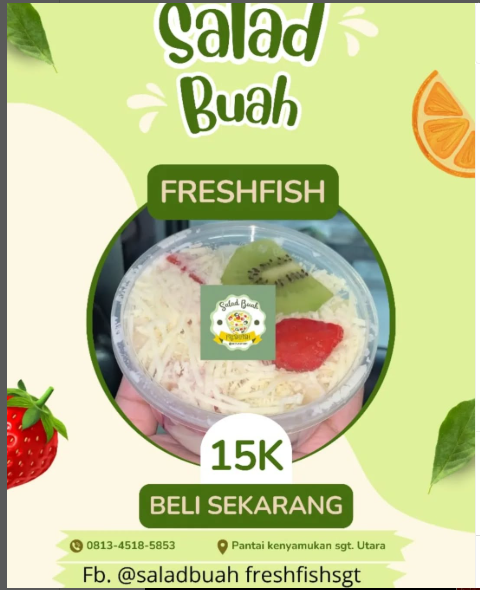 Salad
Buah
FRESHFISH
Salad Buah
15K
BELI SEKARANG
0813-4518-5853
Pantai kenyamukan sgt. Utara
Fb. @saladbuah freshfishsgt